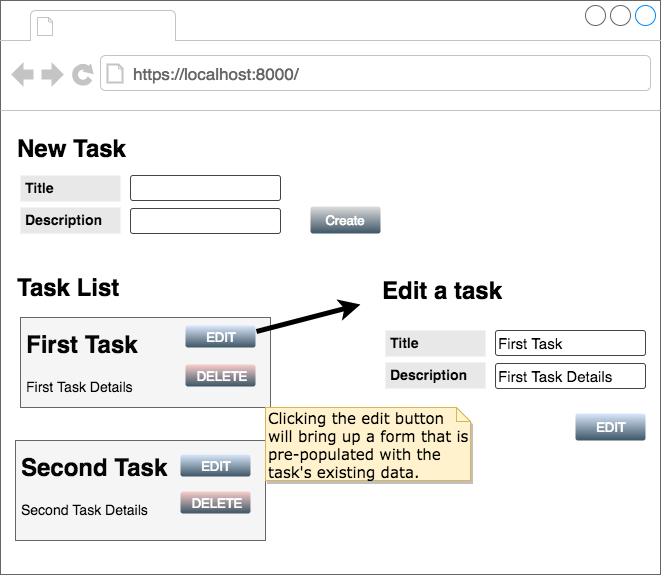 https://localhost:8000/
New Task
Title
Description
Create
Task List
Edit a task
First Task
EDIT
DELETE
First Task Details
Title
First Task
Description
First Task Details
EDIT
Clicking the edit button
will bring up a form that is
pre-populated with the
task's existing data.
Second Task
EDIT
DELETE
Second Task Details